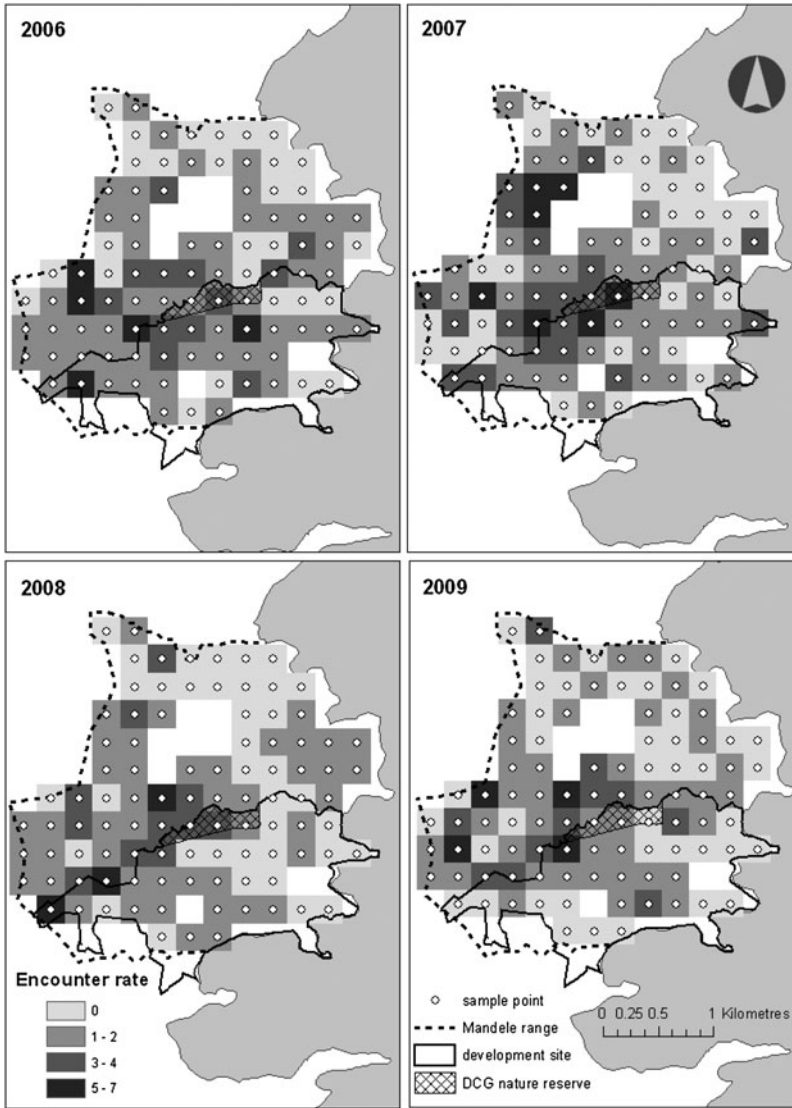 2006
2007
2008
2009
Encounter rate
0
1 - 2
3 - 4
5 - 7
sample point
Mandele range
development site
DCG nature reserve
0 0.25 0.5 1 Kilometres